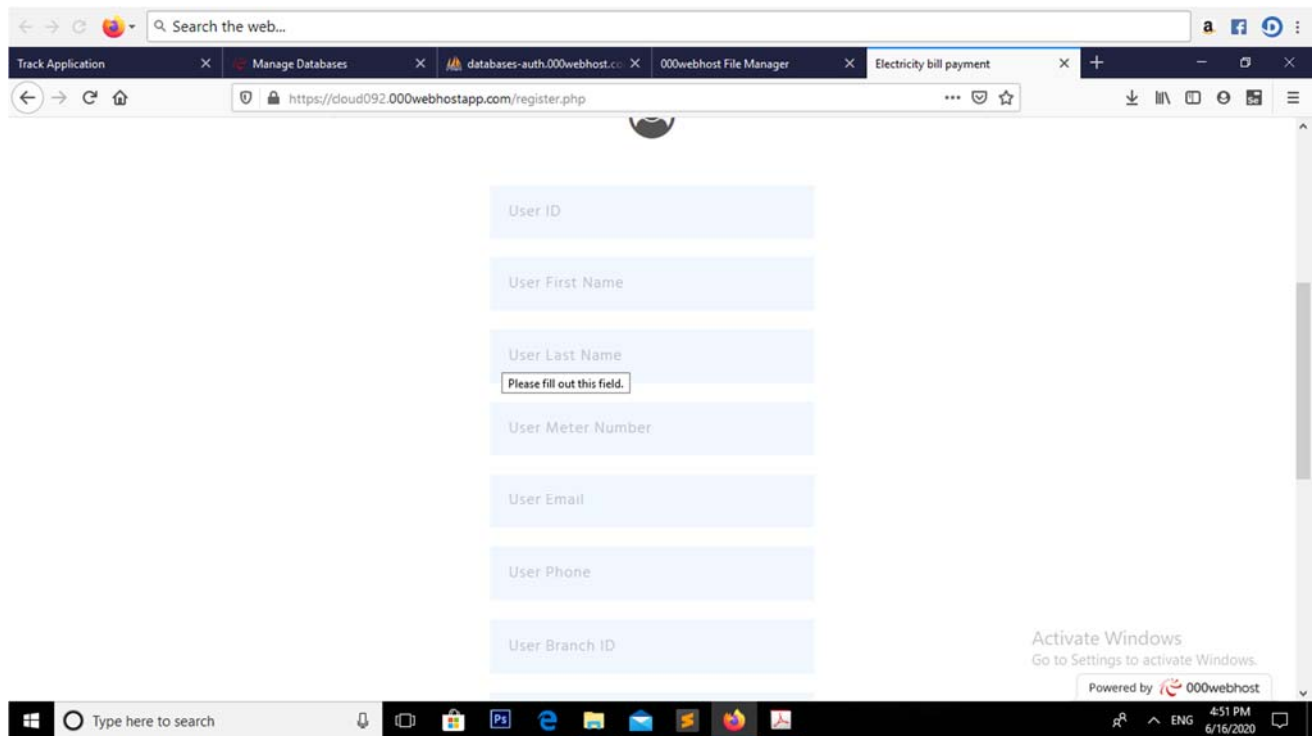 Search the web...
Track Application
Manage Databases
databases-auth.000webhost.co
000webhost File Manager
Electricity bill payment
https://cloud092.000webhostapp.com/register.php
User ID
User First Name
User Last Name
Please fill out this field.
User Meter Number
User Email
User Phone
User Branch ID
Activate Windows
Go to Settings to activate Windows.
Powered by 000webhost
Type here to search
Ps
ENG
4:51 PM
6/16/2020